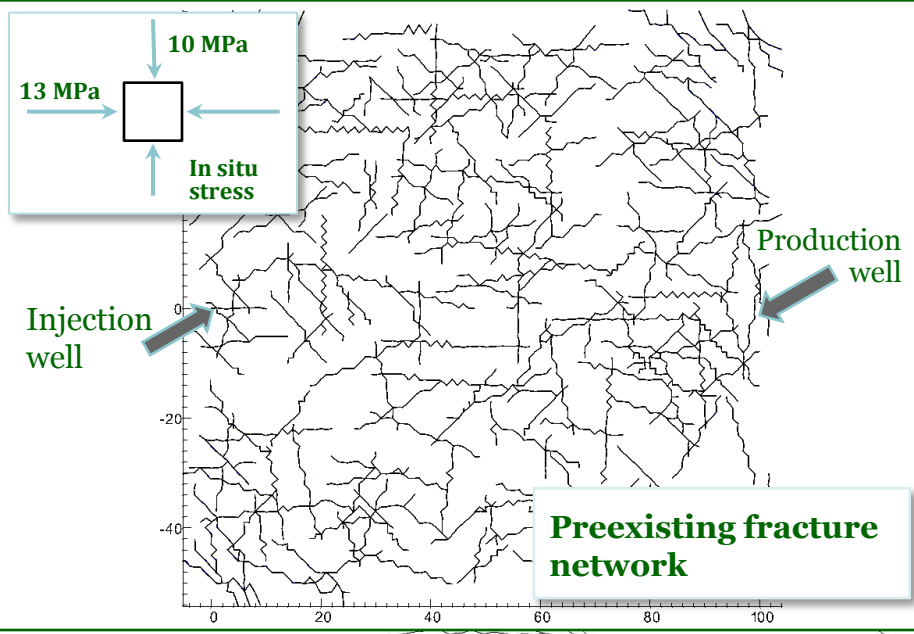 10 MPa
13 MPa
In situ
stress
Production
well
Injection
well
0
-20
-40
Preexisting fracture
network
0 20 40 60 80 100